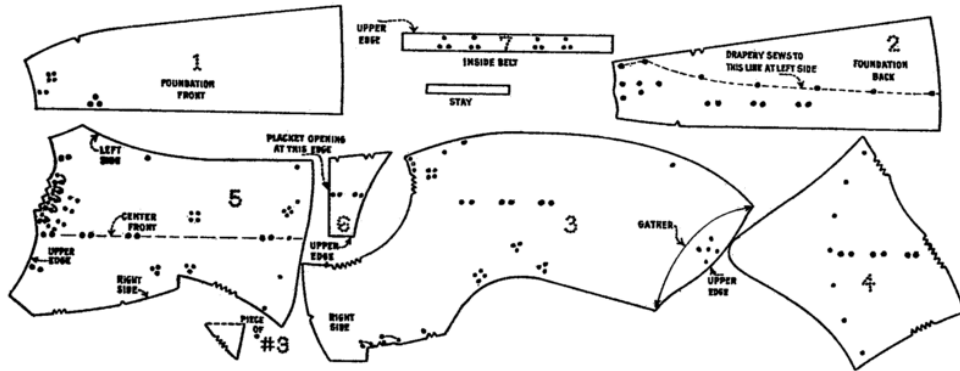 1
FOUNDATION
FRONT
UPPER
EDGE
7
INSIDE BELT
STAY
DRAPERY SEWS TO
THIS LINE AT LEFT SIDE
2
FOUNDATION
BACK
LEFT
SIDE
5
CENTER
FRONT
UPPER
EDGE
RIGHT
SIDE
PIECE
OF
#3
PLACKET OPENING
AT THIS EDGE
6
UPPER
EDGE
3
GATHER
UPPER
EDGE
RIGHT
SIDE
4